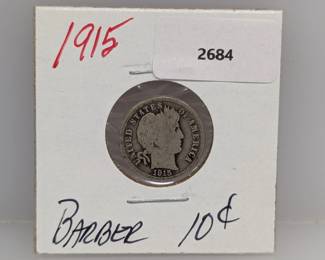 1915
2684
UNITED STATES OF AMERICA
1915
BARBER 10¢